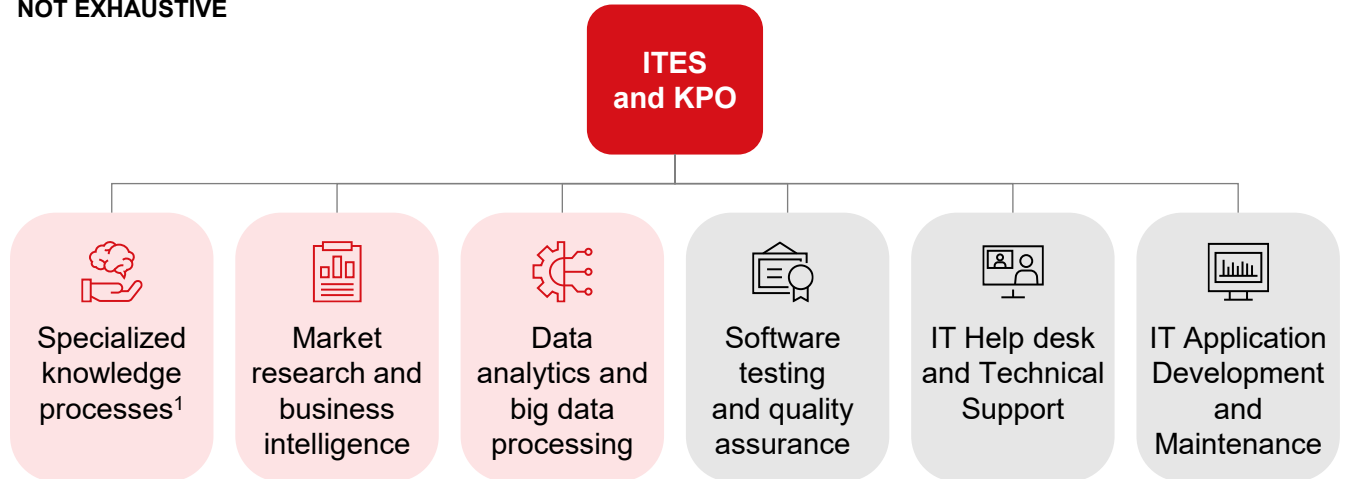 NOT EXHAUSTIVE
ITES
and KPO
Specialized
knowledge
processes¹
Market
research and
business
intelligence
Data
analytics and
big data
processing
Software
testing
and quality
assurance
IT Help desk
and Technical
Support
IT Application
Development
and
Maintenance